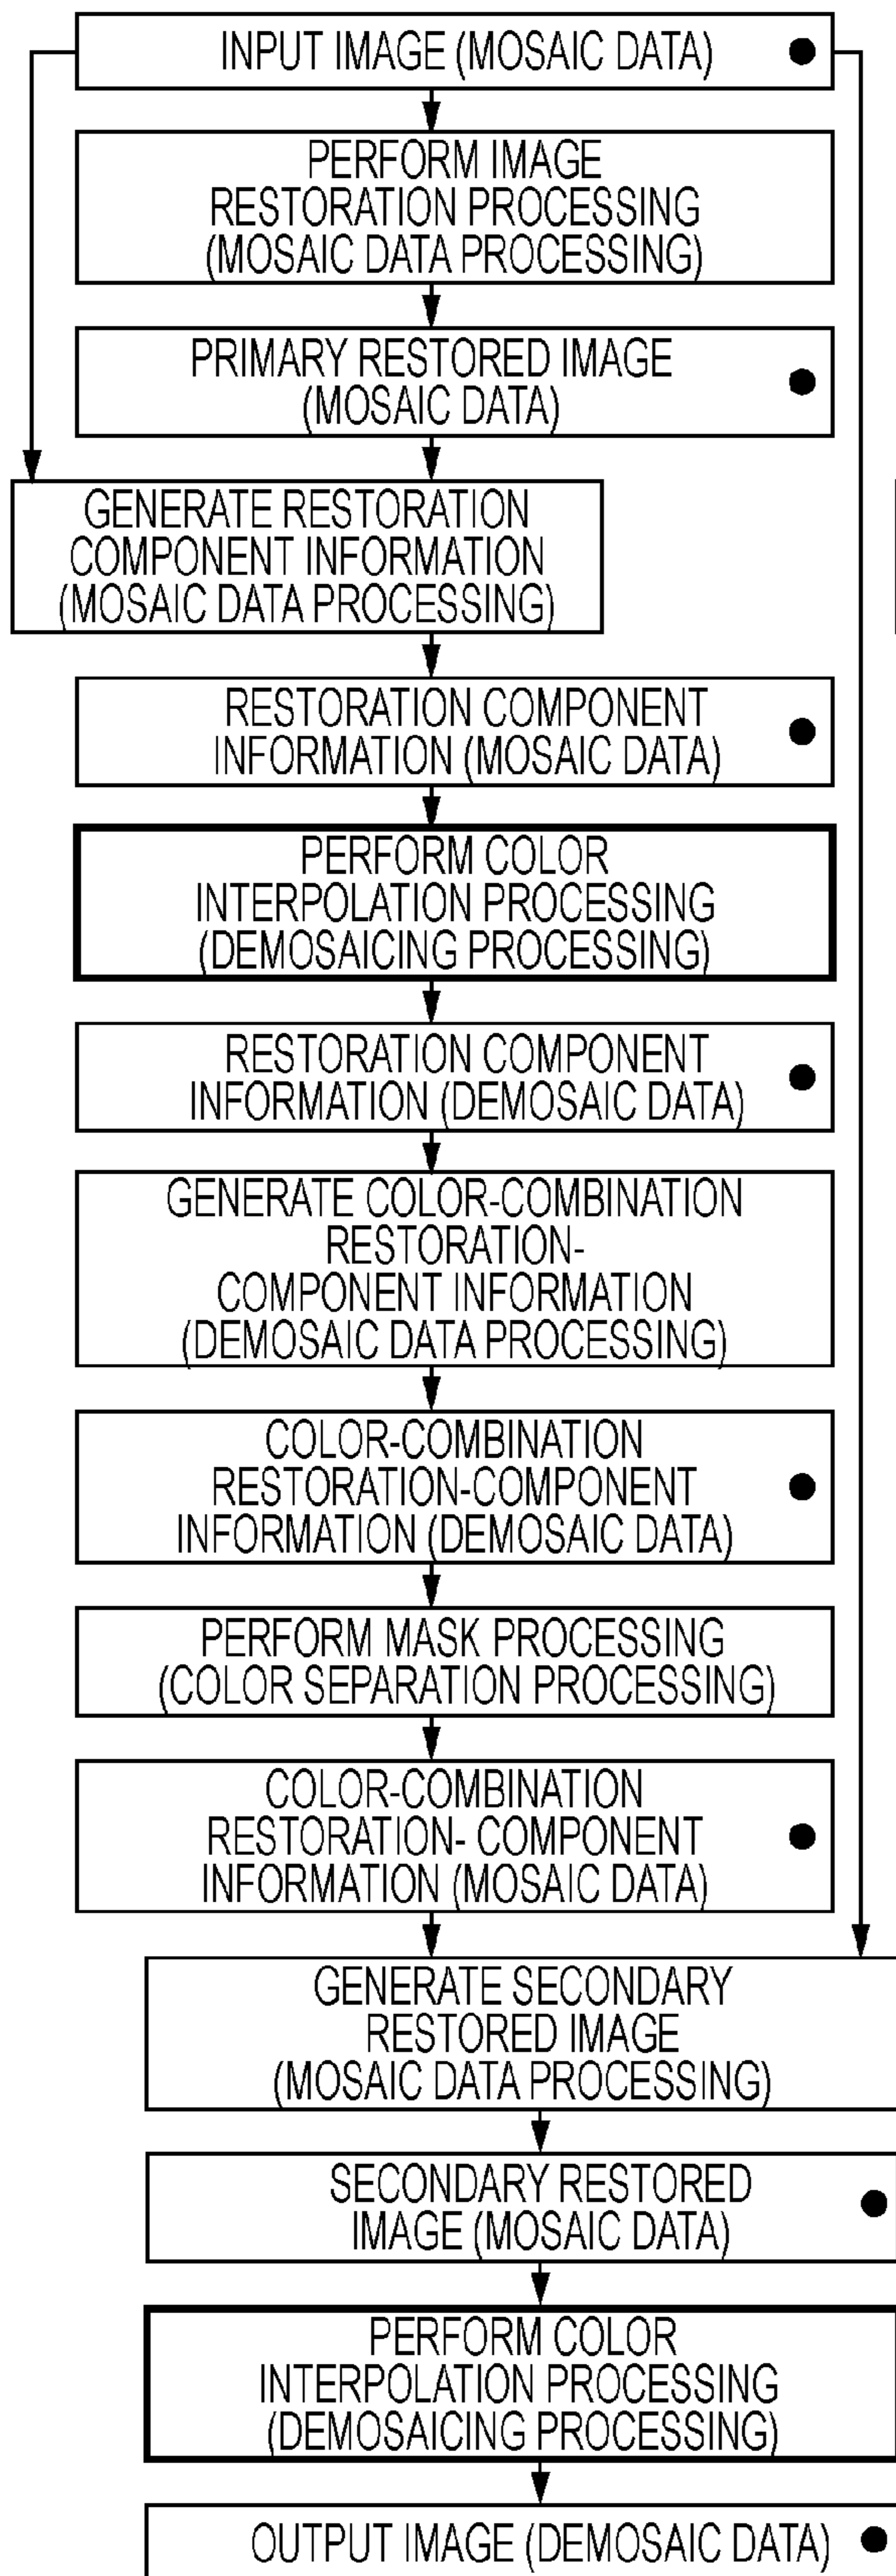 INPUT IMAGE (MOSAIC DATA)
PERFORM IMAGE
RESTORATION PROCESSING
(MOSAIC DATA PROCESSING)
PRIMARY RESTORED IMAGE
(MOSAIC DATA)
GENERATE RESTORATION
COMPONENT INFORMATION
(MOSAIC DATA PROCESSING)
RESTORATION COMPONENT
INFORMATION (MOSAIC DATA)
PERFORM COLOR
INTERPOLATION PROCESSING
(DEMOSAICING PROCESSING)
RESTORATION COMPONENT
INFORMATION (DEMOSAIC DATA)
GENERATE COLOR-COMBINATION
RESTORATION-
COMPONENT INFORMATION
(DEMOSAIC DATA PROCESSING)
COLOR-COMBINATION
RESTORATION-COMPONENT
INFORMATION (DEMOSAIC DATA)
PERFORM MASK PROCESSING
(COLOR SEPARATION PROCESSING)
COLOR-COMBINATION
RESTORATION- COMPONENT
INFORMATION (MOSAIC DATA)
GENERATE SECONDARY
RESTORED IMAGE
(MOSAIC DATA PROCESSING)
SECONDARY RESTORED
IMAGE (MOSAIC DATA)
PERFORM COLOR
INTERPOLATION PROCESSING
(DEMOSAICING PROCESSING)
OUTPUT IMAGE (DEMOSAIC DATA)